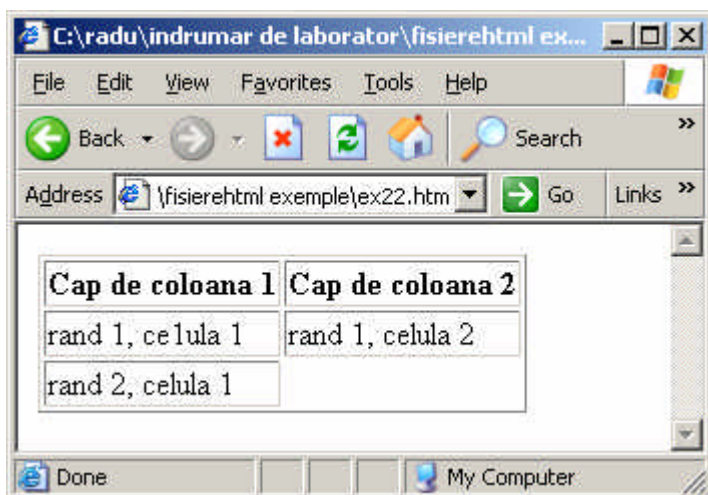 C:\radu\indrumar de laborator\fisierehtml ex...
File Edit View Favorites Tools Help
Back Search »
Address \fisierehtml exemple\ex22.htm Go Links »
Cap de coloana 1 Cap de coloana 2
rand 1, ce1ula 1 rand 1, celula 2
rand 2, celula 1
Done My Computer